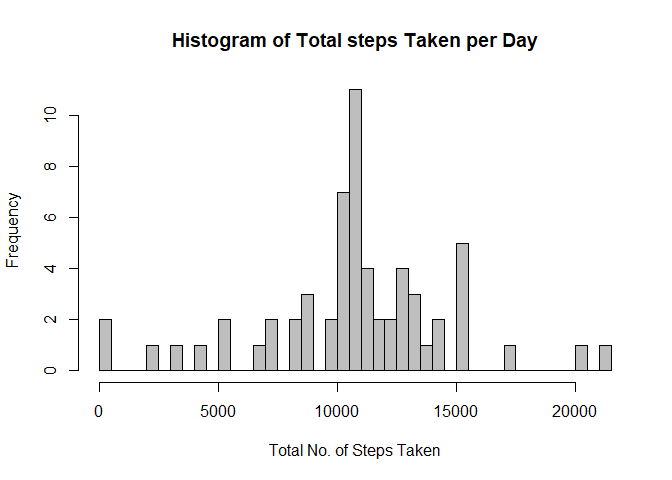 Histogram of Total steps Taken per Day
Frequency
10
8
6
4
2
0
0 5000 10000 15000 20000
Total No. of Steps Taken